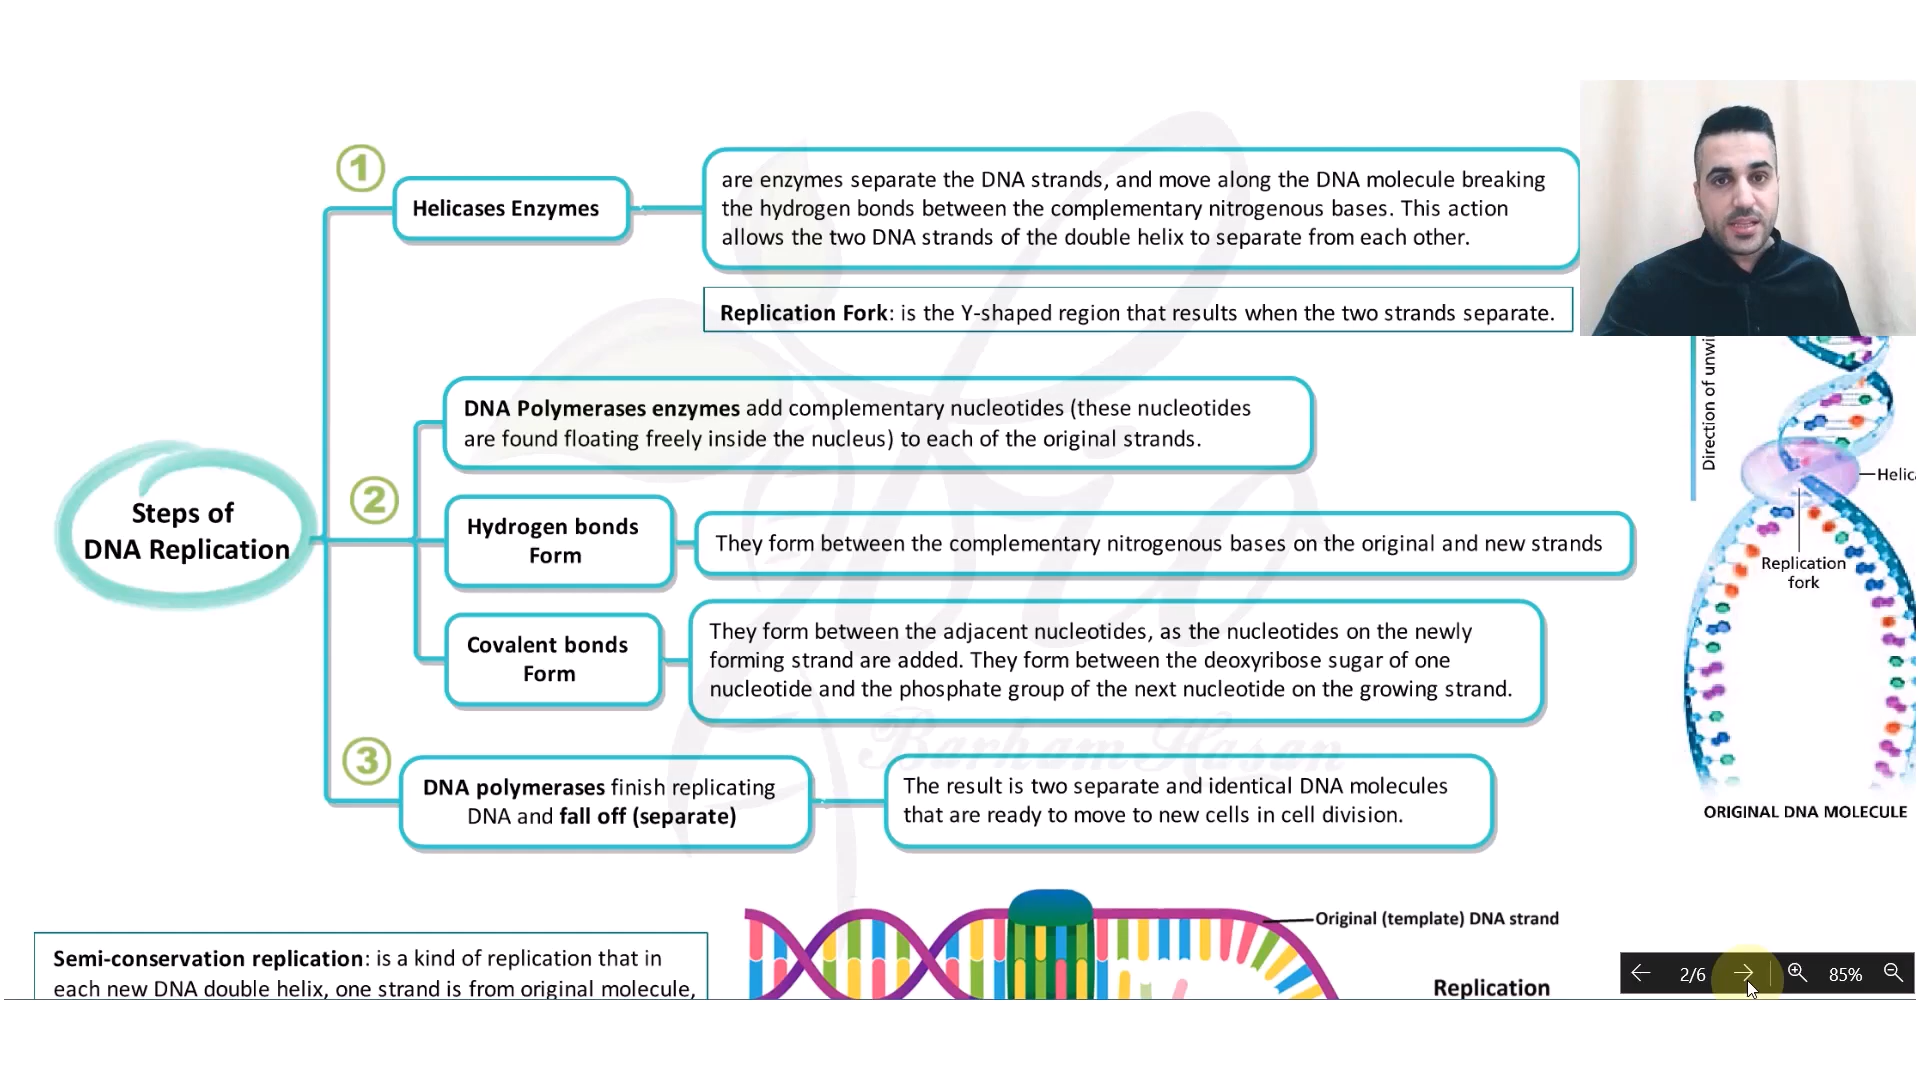 1
Helicases Enzymes
are enzymes separate the DNA strands, and move along the DNA molecule breaking
the hydrogen bonds between the complementary nitrogenous bases. This action
allows the two DNA strands of the double helix to separate from each other.
Replication Fork: is the Y-shaped region that results when the two strands separate.
Steps of
DNA Replication
2
DNA Polymerases enzymes add complementary nucleotides (these nucleotides
are found floating freely inside the nucleus) to each of the original strands.
Hydrogen bonds
Form
They form between the complementary nitrogenous bases on the original and new strands
Covalent bonds
Form
They form between the adjacent nucleotides, as the nucleotides on the newly
forming strand are added. They form between the deoxyribose sugar of one
nucleotide and the phosphate group of the next nucleotide on the growing strand.
3
DNA polymerases finish replicating
DNA and fall off (separate)
The result is two separate and identical DNA molecules
that are ready to move to new cells in cell division.
Bio
Barham Hasan
Direction of unwi
Helic
Replication
fork
ORIGINAL DNA MOLECULE
Semi-conservation replication: is a kind of replication that in
each new DNA double helix, one strand is from original molecule,
Original (template) DNA strand
Replication
2/6
85%